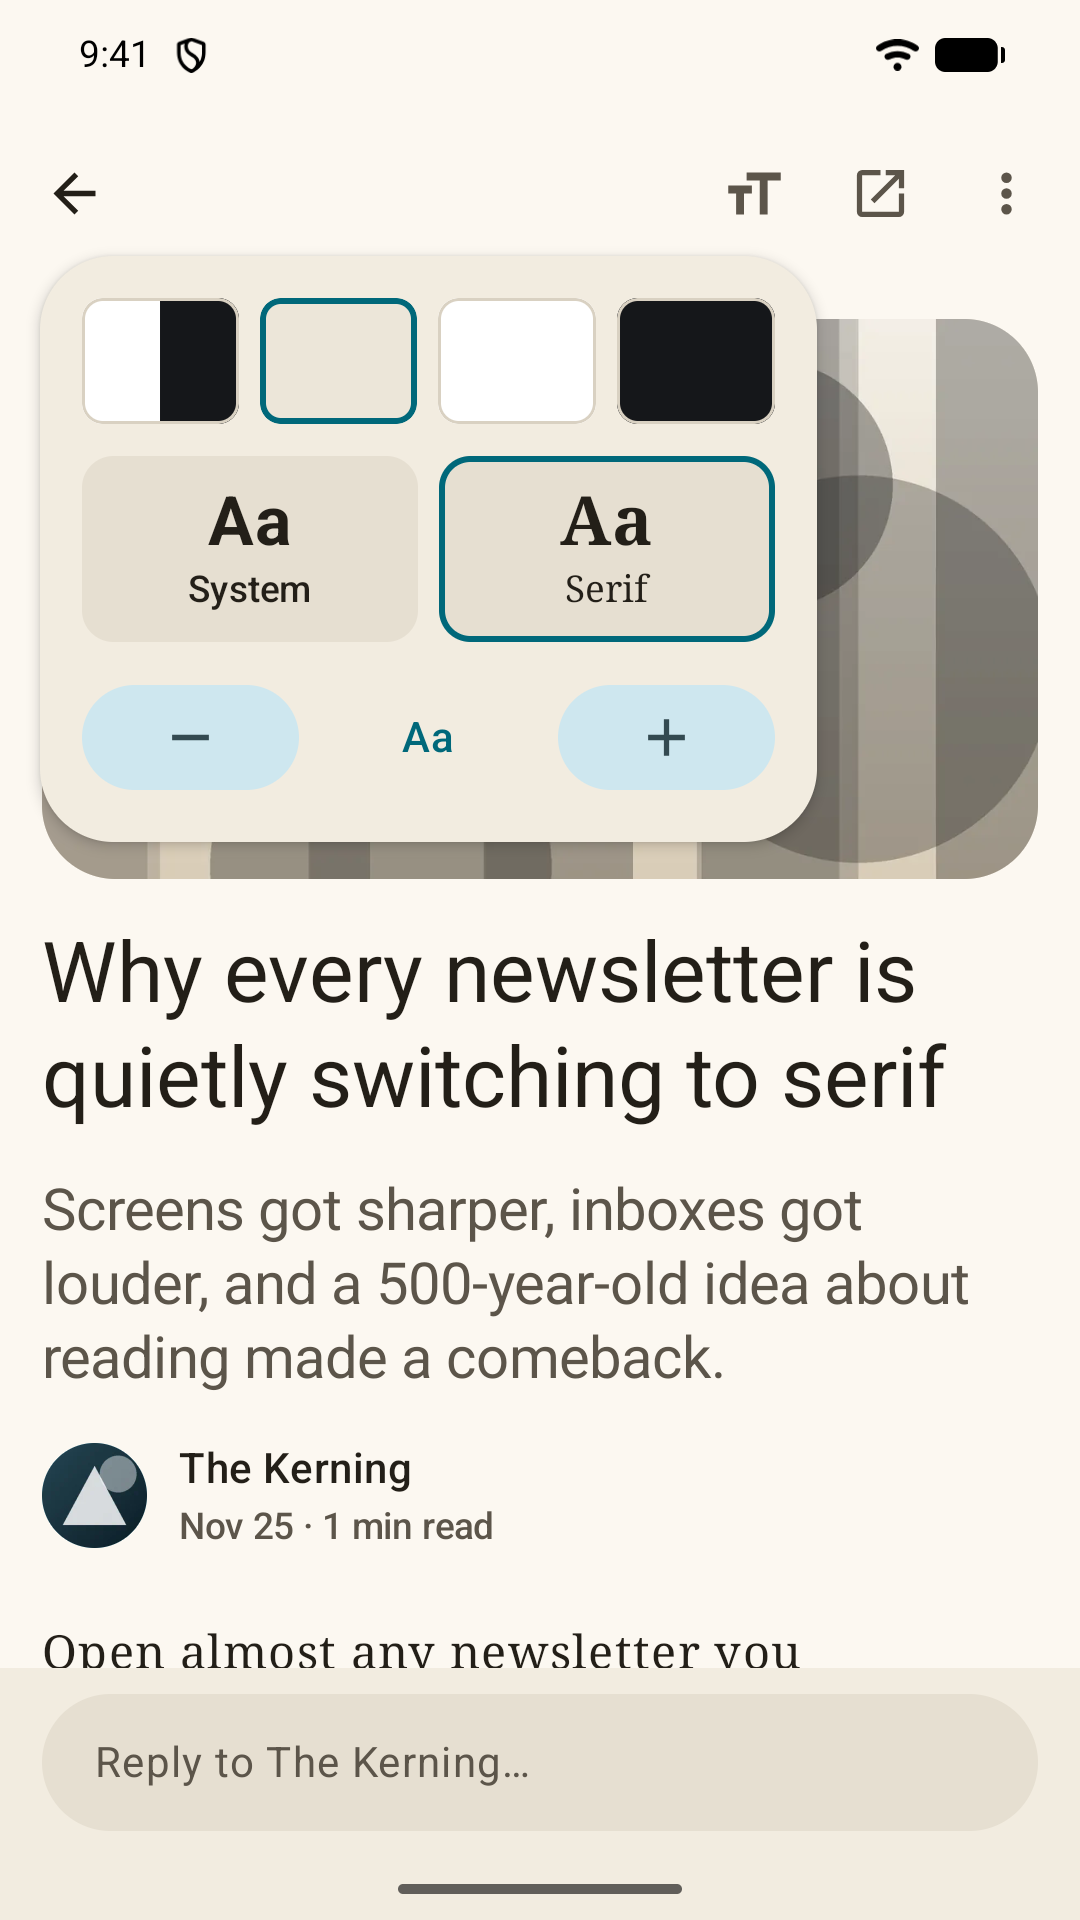 9:41
Aa
System
Aa
Serif
Aa
Why every newsletter is
quietly switching to serif
Screens got sharper, inboxes got
louder, and a 500-year-old idea about
reading made a comeback.
The Kerning
Nov 25 · 1 min read
Open almost any newsletter you
Reply to The Kerning…